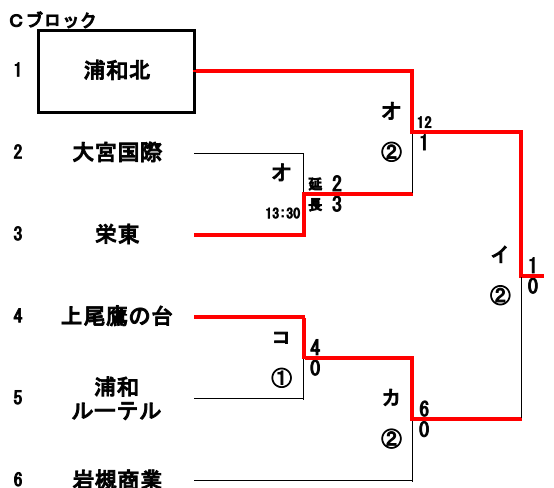 Cブロック
1 浦和北
オ
②
12
1
2 大宮国際
オ
13:30
延 2
長 3
3 栄東
イ
②
1
0
4 上尾鷹の台
コ
①
4
0
5 浦和
ルーテル
カ
②
6
0
6 岩槻商業